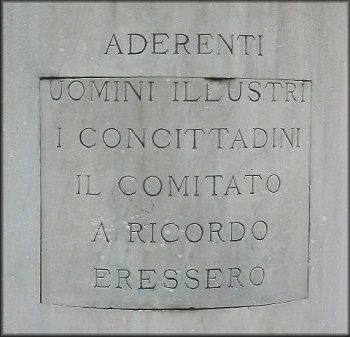 ADERENTI
UOMINI ILLUSTRI
I CONCITTADINI
IL COMITATO
A RICORDO
ERESSERO